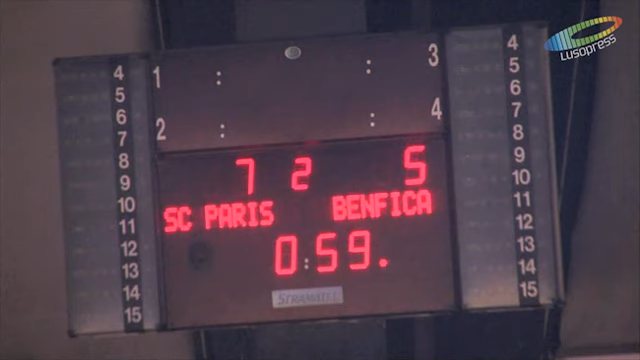 LUSOPRESS
4 1 : : 3 4
5 5
6 2 : : 4 6
7 7
8 7 2 5 8
9 9
10 SC PARIS BENFICA 10
11 11
12 0:59. 12
13 13
14 STRAMATEL 14
15 15